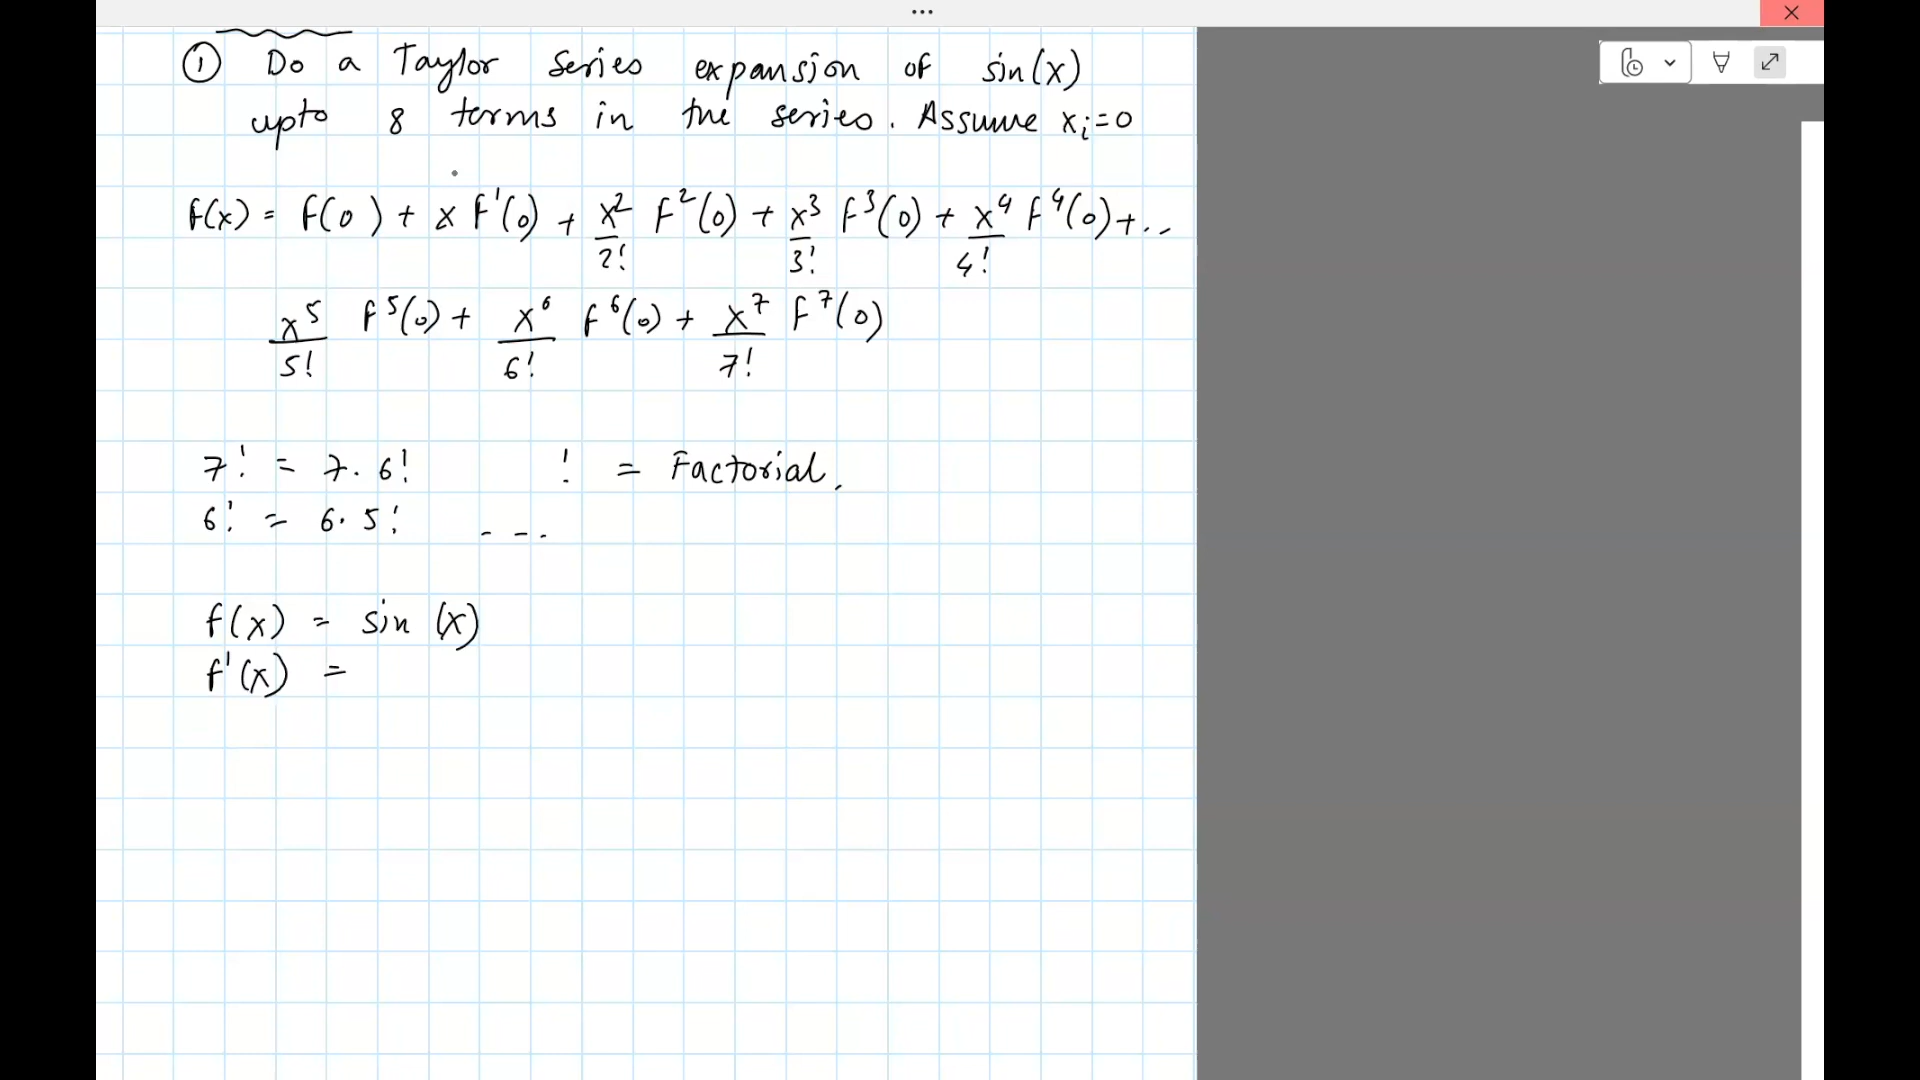 ① Do a Taylor Series expansion of sin(x)
upto 8 terms in the series. Assume xᵢ=0
f(x) = f(0) + x f'(0) + x²/2! f²(0) + x³/3! f³(0) + x⁴/4! f⁴(0) + ...
x⁵/5! f⁵(0) + x⁶/6! f⁶(0) + x⁷/7! f⁷(0)
7! = 7.6! ! = Factorial.
6! = 6.5! ---
f(x) = sin (x)
f'(x) =